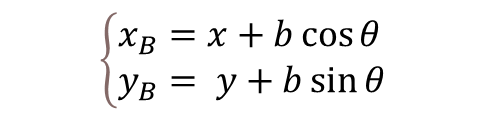 x_B = x + b cos θ
y_B = y + b sin θ